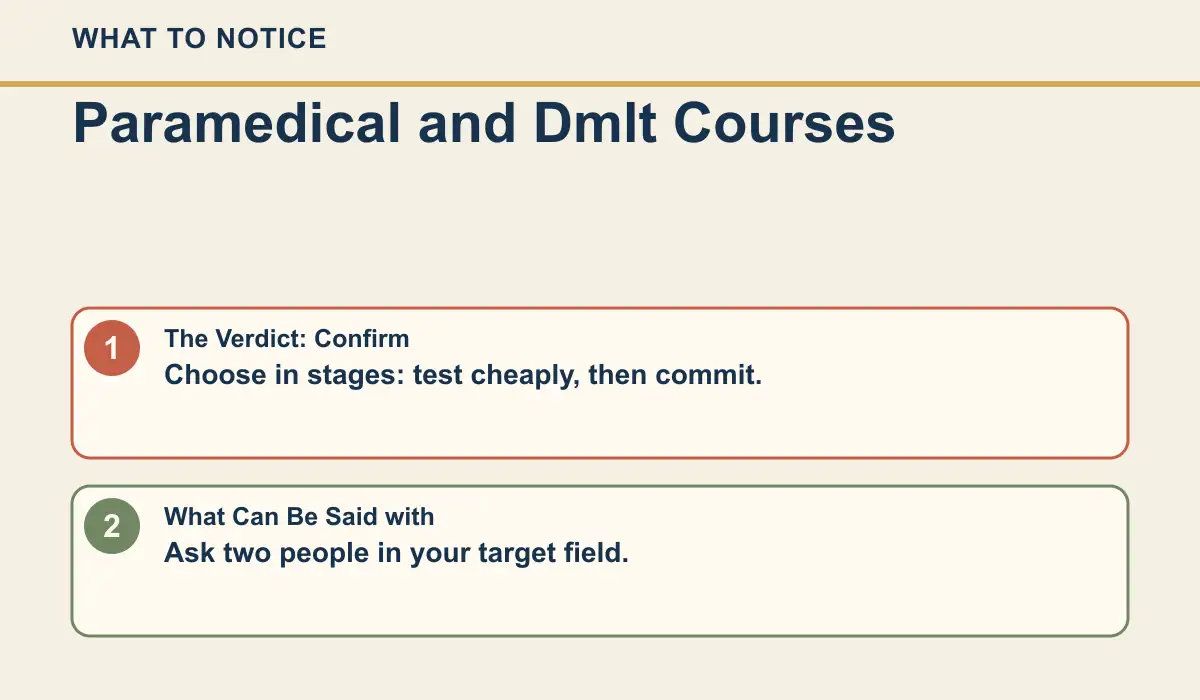 WHAT TO NOTICE
Paramedical and Dmlt Courses
1
The Verdict: Confirm
Choose in stages: test cheaply, then commit.
2
What Can Be Said with
Ask two people in your target field.